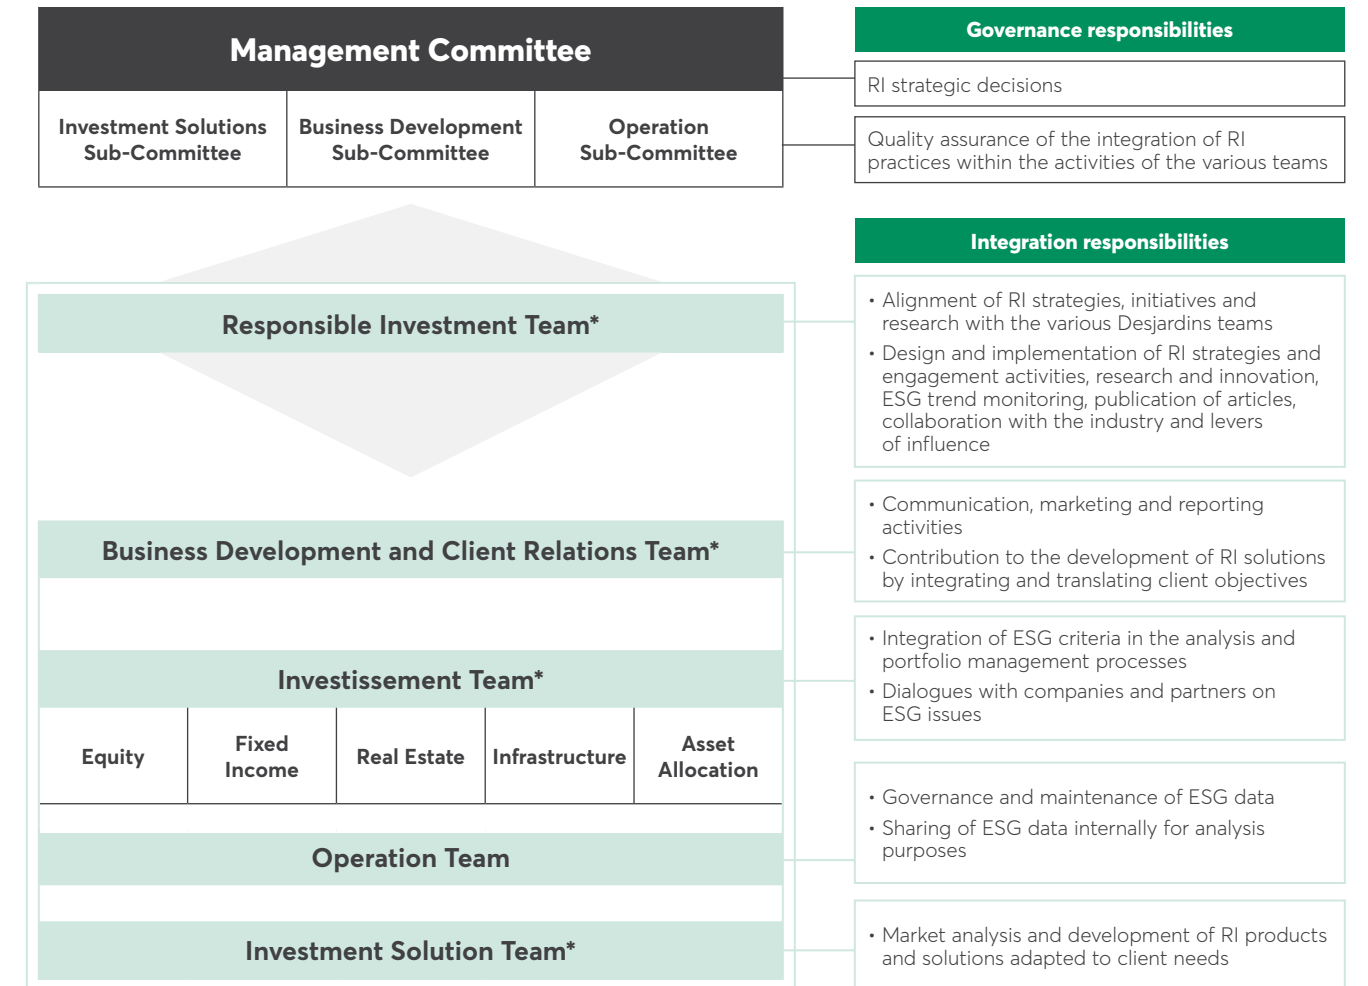 Management Committee
Investment Solutions
Sub-Committee
Business Development
Sub-Committee
Operation
Sub-Committee
Governance responsibilities
RI strategic decisions
Quality assurance of the integration of RI
practices within the activities of the various teams
Integration responsibilities
Responsible Investment Team*
• Alignment of RI strategies, initiatives and
research with the various Desjardins teams
• Design and implementation of RI strategies and
engagement activities, research and innovation,
ESG trend monitoring, publication of articles,
collaboration with the industry and levers
of influence
Business Development and Client Relations Team*
• Communication, marketing and reporting
activities
• Contribution to the development of RI solutions
by integrating and translating client objectives
Investissement Team*
Equity
Fixed
Income
Real Estate
Infrastructure
Asset
Allocation
• Integration of ESG criteria in the analysis and
portfolio management processes
• Dialogues with companies and partners on
ESG issues
Operation Team
• Governance and maintenance of ESG data
• Sharing of ESG data internally for analysis
purposes
Investment Solution Team*
• Market analysis and development of RI products
and solutions adapted to client needs